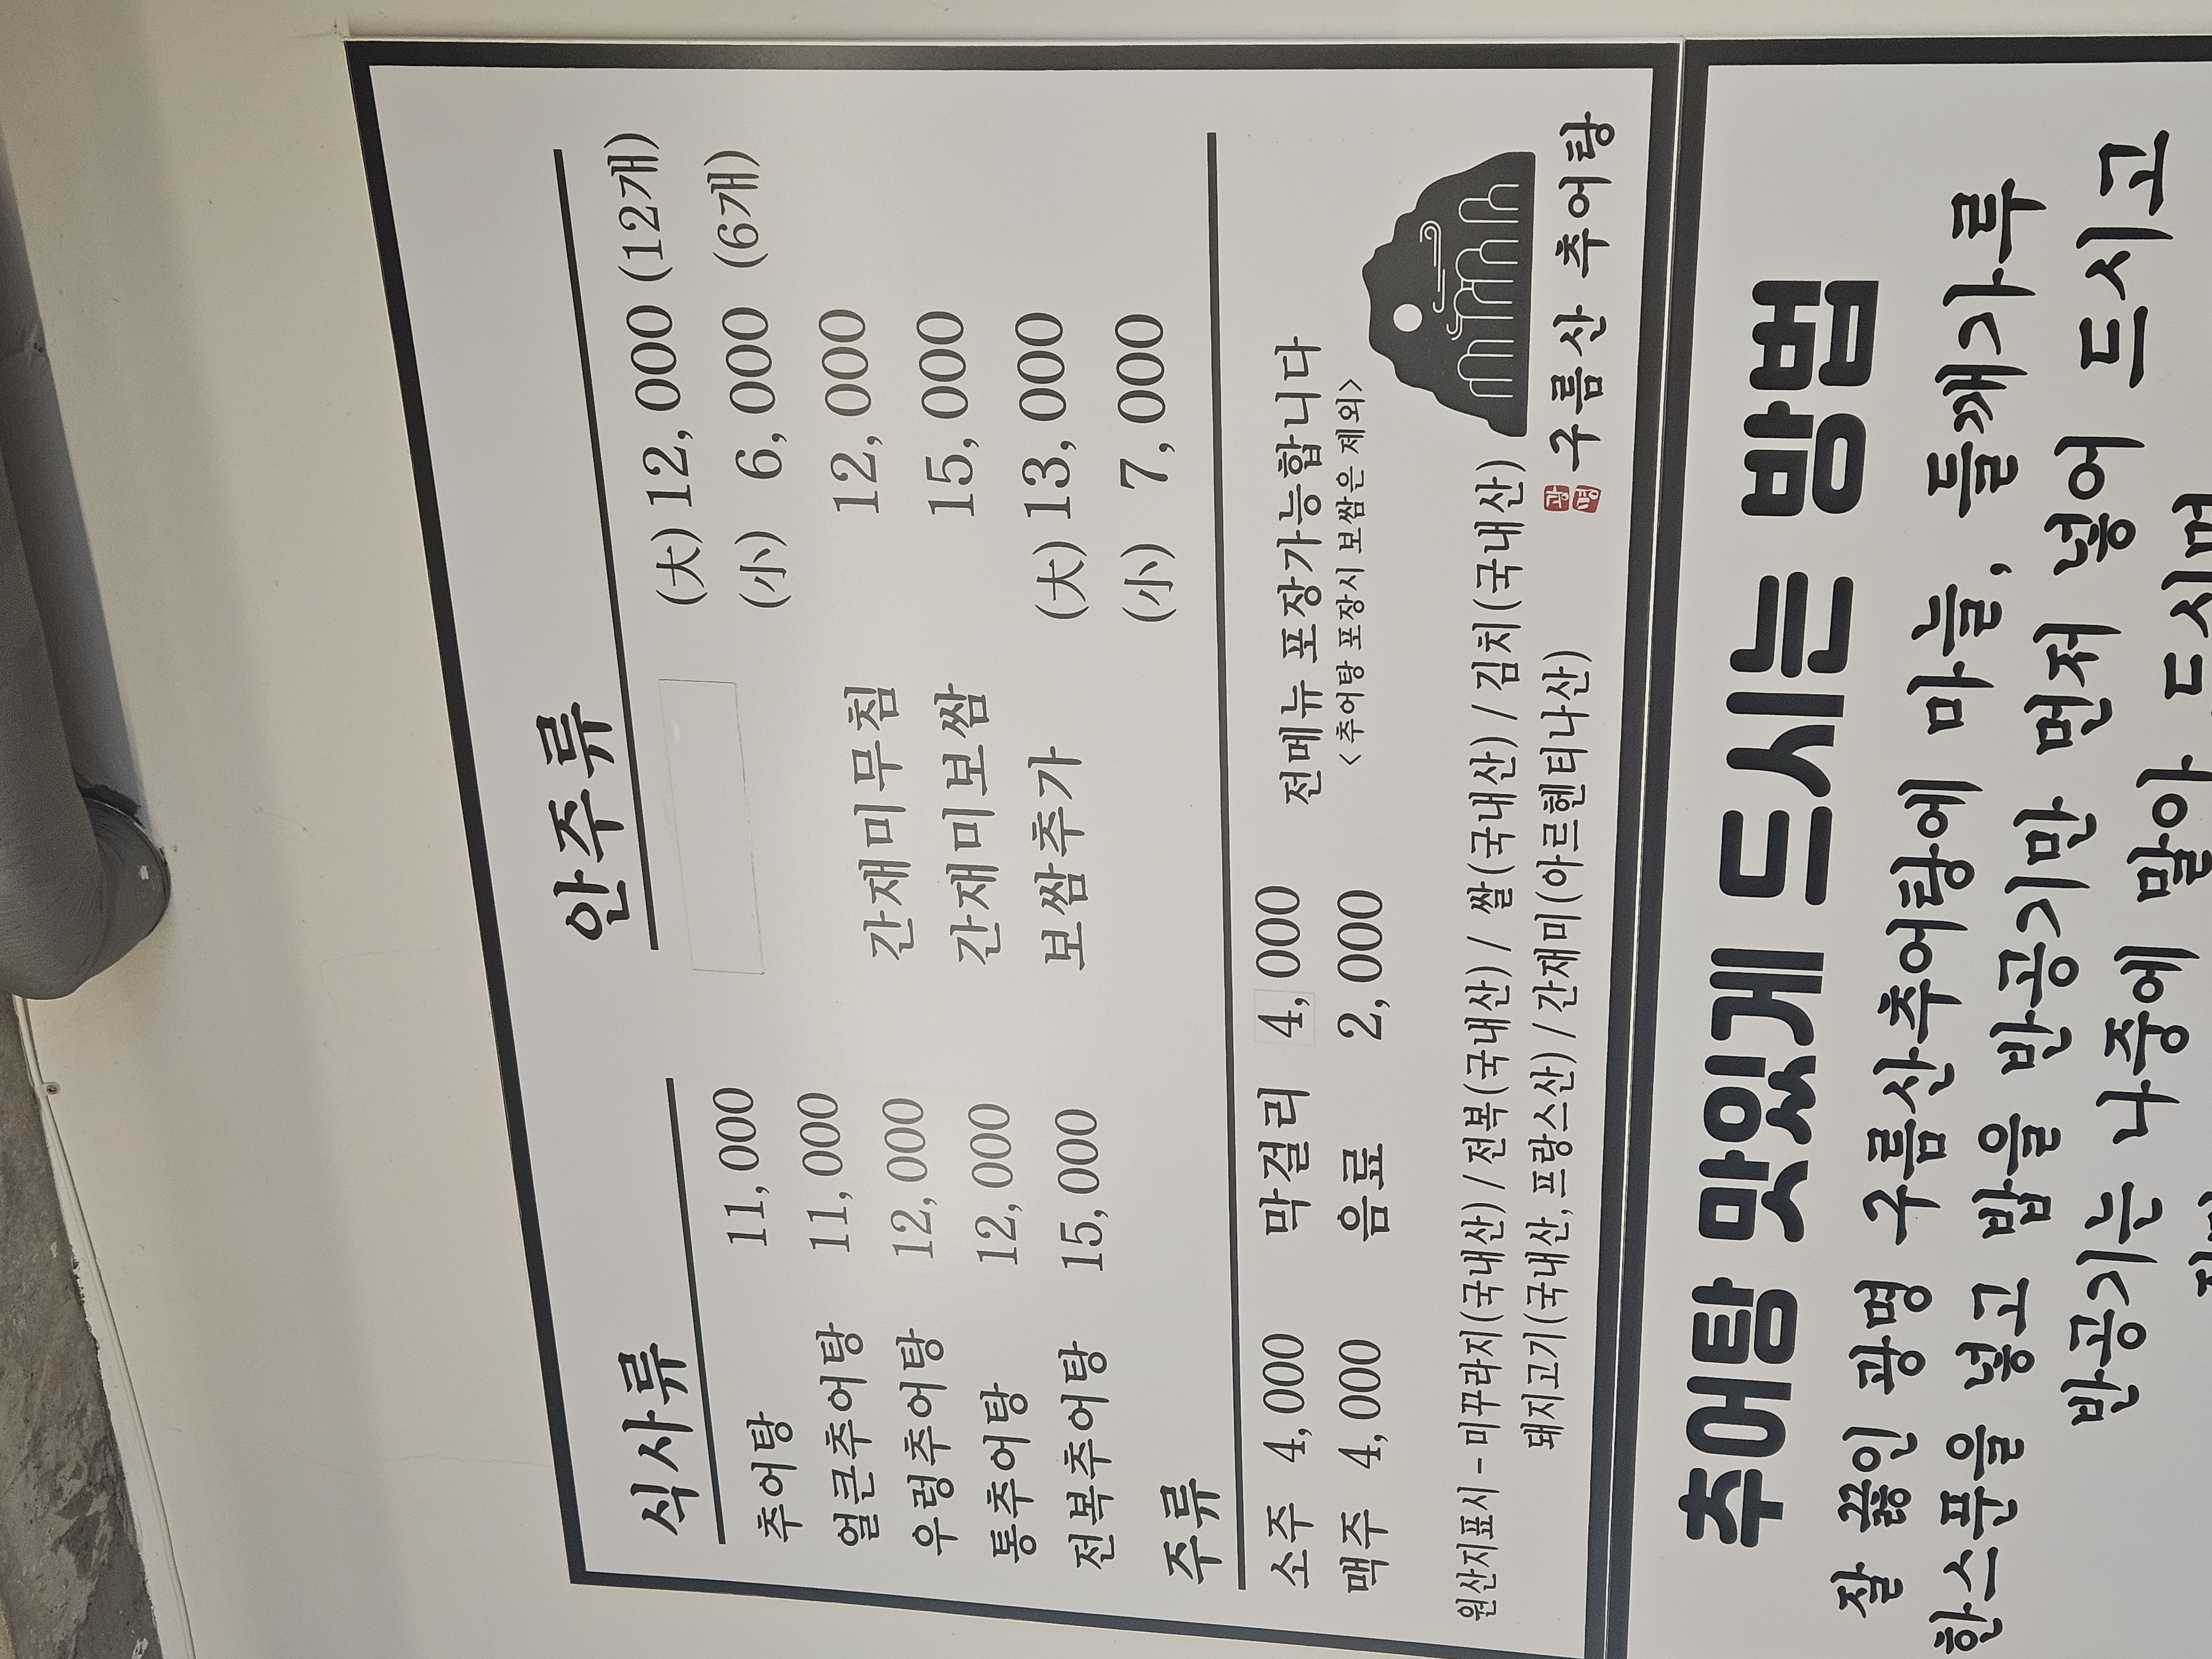 식사류
추어탕 11,000
얼큰추어탕 11,000
우렁추어탕 12,000
통추어탕 12,000
전복추어탕 15,000
안주류
(大) 12,000 (12개)
(小) 6,000 (6개)
간재미무침 12,000
간재미보쌈 15,000
보쌈추가 (大) 13,000
(小) 7,000
주류
소주 4,000 막걸리 4,000
맥주 4,000 음료 2,000
전메뉴 포장가능합니다
<추어탕 포장시 보쌈은 제외>
원산지표시 - 미꾸라지(국내산) / 전복(국내산) / 쌀(국내산) / 김치(국내산)
돼지고기(국내산, 프랑스산) / 간재미(아르헨티나산)
광명 구름산 추어탕
추어탕 맛있게 드시는 방법
잘 끓인 광명 구름산추어탕에 마늘, 들깨가루
한스푼을 넣고 밥을 반공기만 먼저 넣어 드시고
반공기는 나중에 말아 드시면